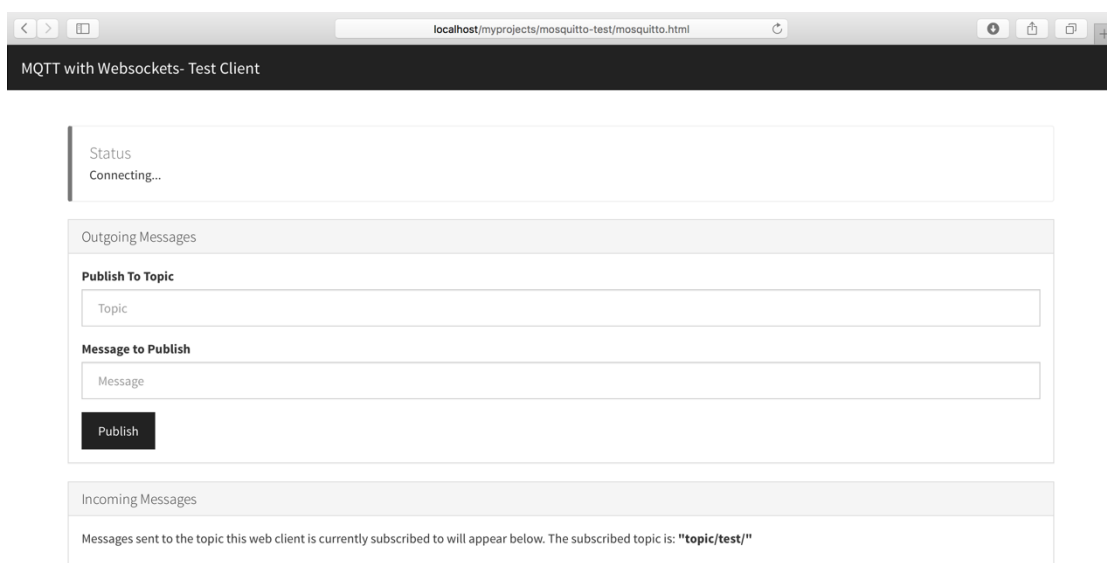 localhost/myprojects/mosquitto-test/mosquitto.html
MQTT with Websockets- Test Client
Status
Connecting...
Outgoing Messages
Publish To Topic
Topic
Message to Publish
Message
Publish
Incoming Messages
Messages sent to the topic this web client is currently subscribed to will appear below. The subscribed topic is: "topic/test/"